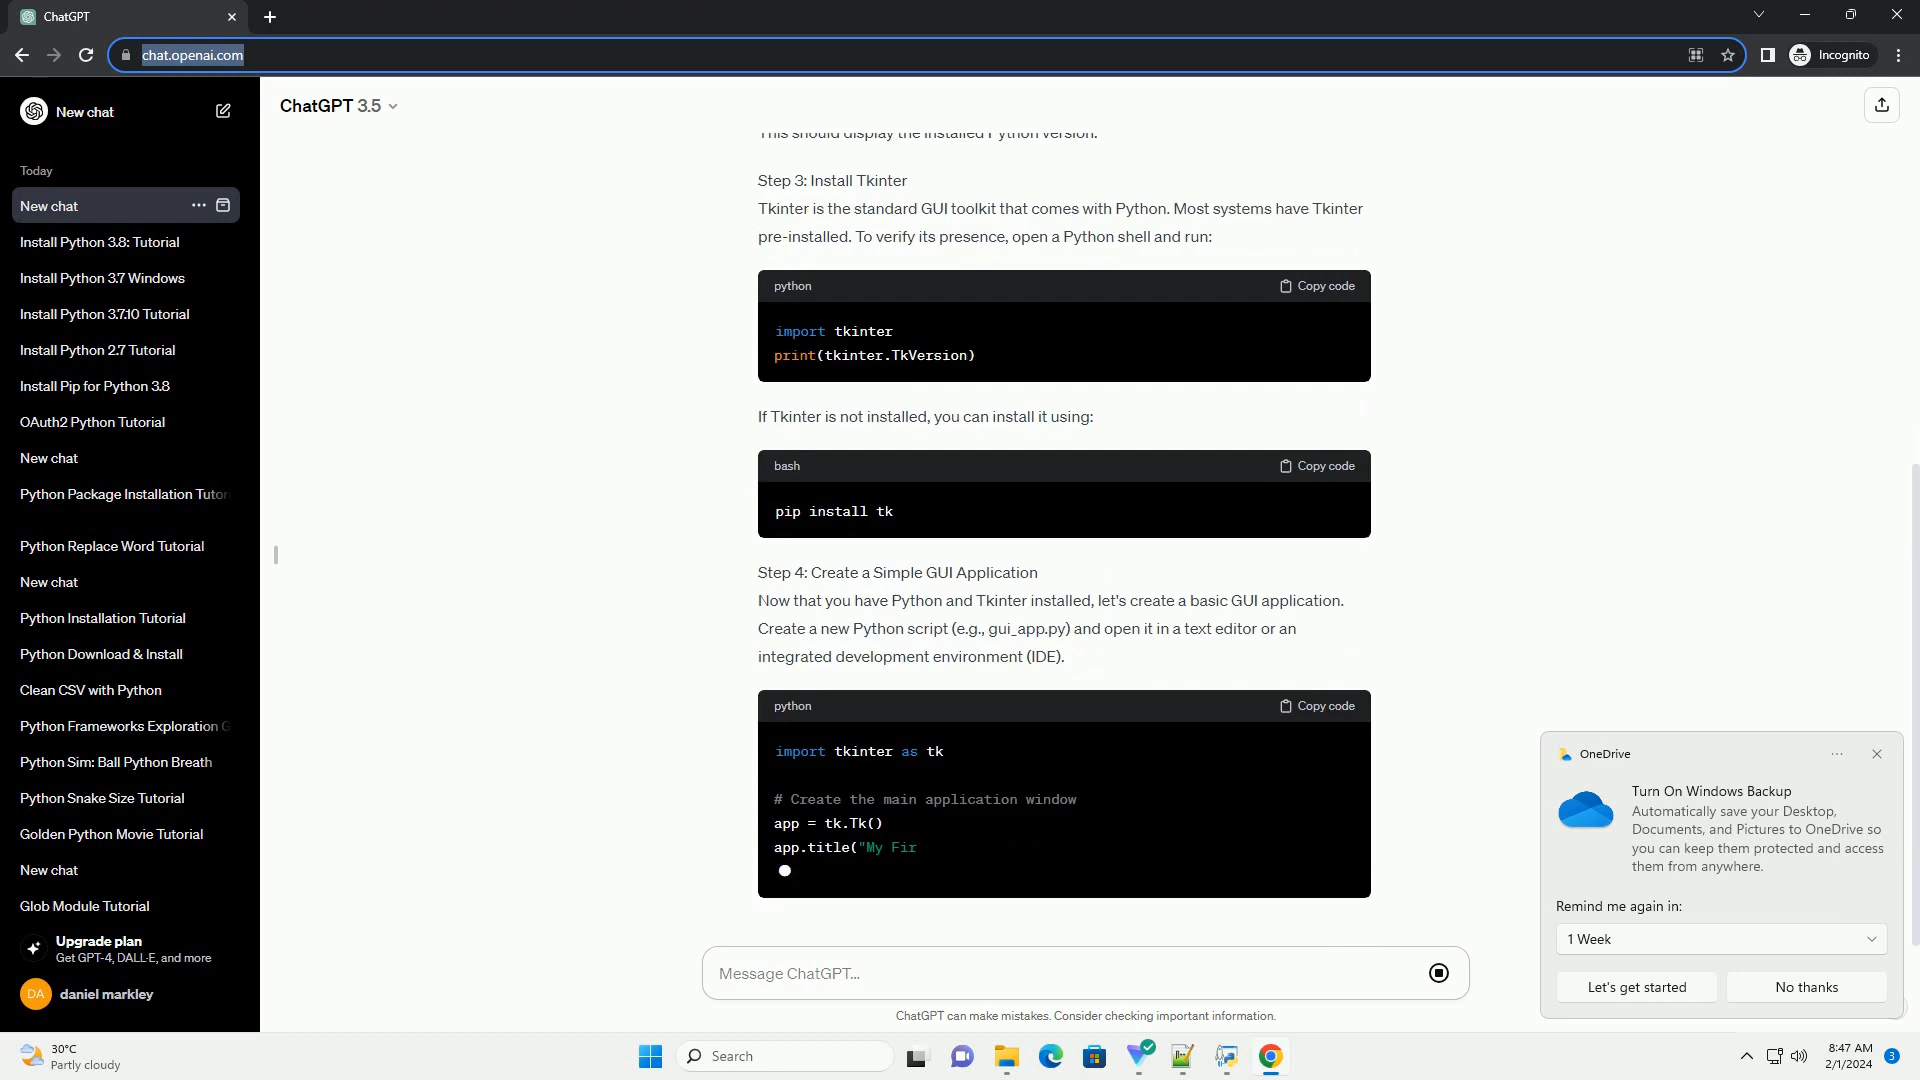 ChatGPT
chat.openai.com
Incognito
New chat
Today
New chat
Install Python 3.8: Tutorial
Install Python 3.7 Windows
Install Python 3.7.10 Tutorial
Install Python 2.7 Tutorial
Install Pip for Python 3.8
OAuth2 Python Tutorial
New chat
Python Package Installation Tutor
Python Replace Word Tutorial
New chat
Python Installation Tutorial
Python Download & Install
Clean CSV with Python
Python Frameworks Exploration G
Python Sim: Ball Python Breath
Python Snake Size Tutorial
Golden Python Movie Tutorial
New chat
Glob Module Tutorial
Upgrade plan
Get GPT-4, DALL·E, and more
DA
daniel markley
ChatGPT 3.5
This should display the installed Python version.
Step 3: Install Tkinter
Tkinter is the standard GUI toolkit that comes with Python. Most systems have Tkinter
pre-installed. To verify its presence, open a Python shell and run:
python Copy code
import tkinter
print(tkinter.TkVersion)
If Tkinter is not installed, you can install it using:
bash Copy code
pip install tk
Step 4: Create a Simple GUI Application
Now that you have Python and Tkinter installed, let's create a basic GUI application.
Create a new Python script (e.g., gui_app.py) and open it in a text editor or an
integrated development environment (IDE).
python Copy code
import tkinter as tk
# Create the main application window
app = tk.Tk()
app.title("My Fir
Message ChatGPT...
ChatGPT can make mistakes. Consider checking important information.
OneDrive
Turn On Windows Backup
Automatically save your Desktop,
Documents, and Pictures to OneDrive so
you can keep them protected and access
them from anywhere.
Remind me again in:
1 Week
Let's get started
No thanks
30°C
Partly cloudy
Search
8:47 AM
2/1/2024
3